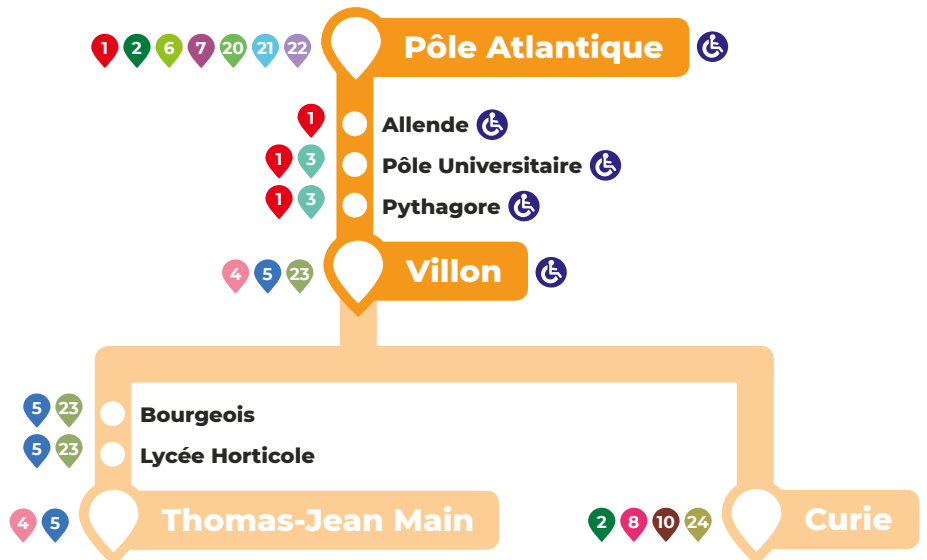 1 2 6 7 20 21 22 Pôle Atlantique
1 Allende
1 3 Pôle Universitaire
1 3 Pythagore
4 5 23 Villon
5 23 Bourgeois
5 23 Lycée Horticole
4 5 Thomas-Jean Main
2 8 10 24 Curie